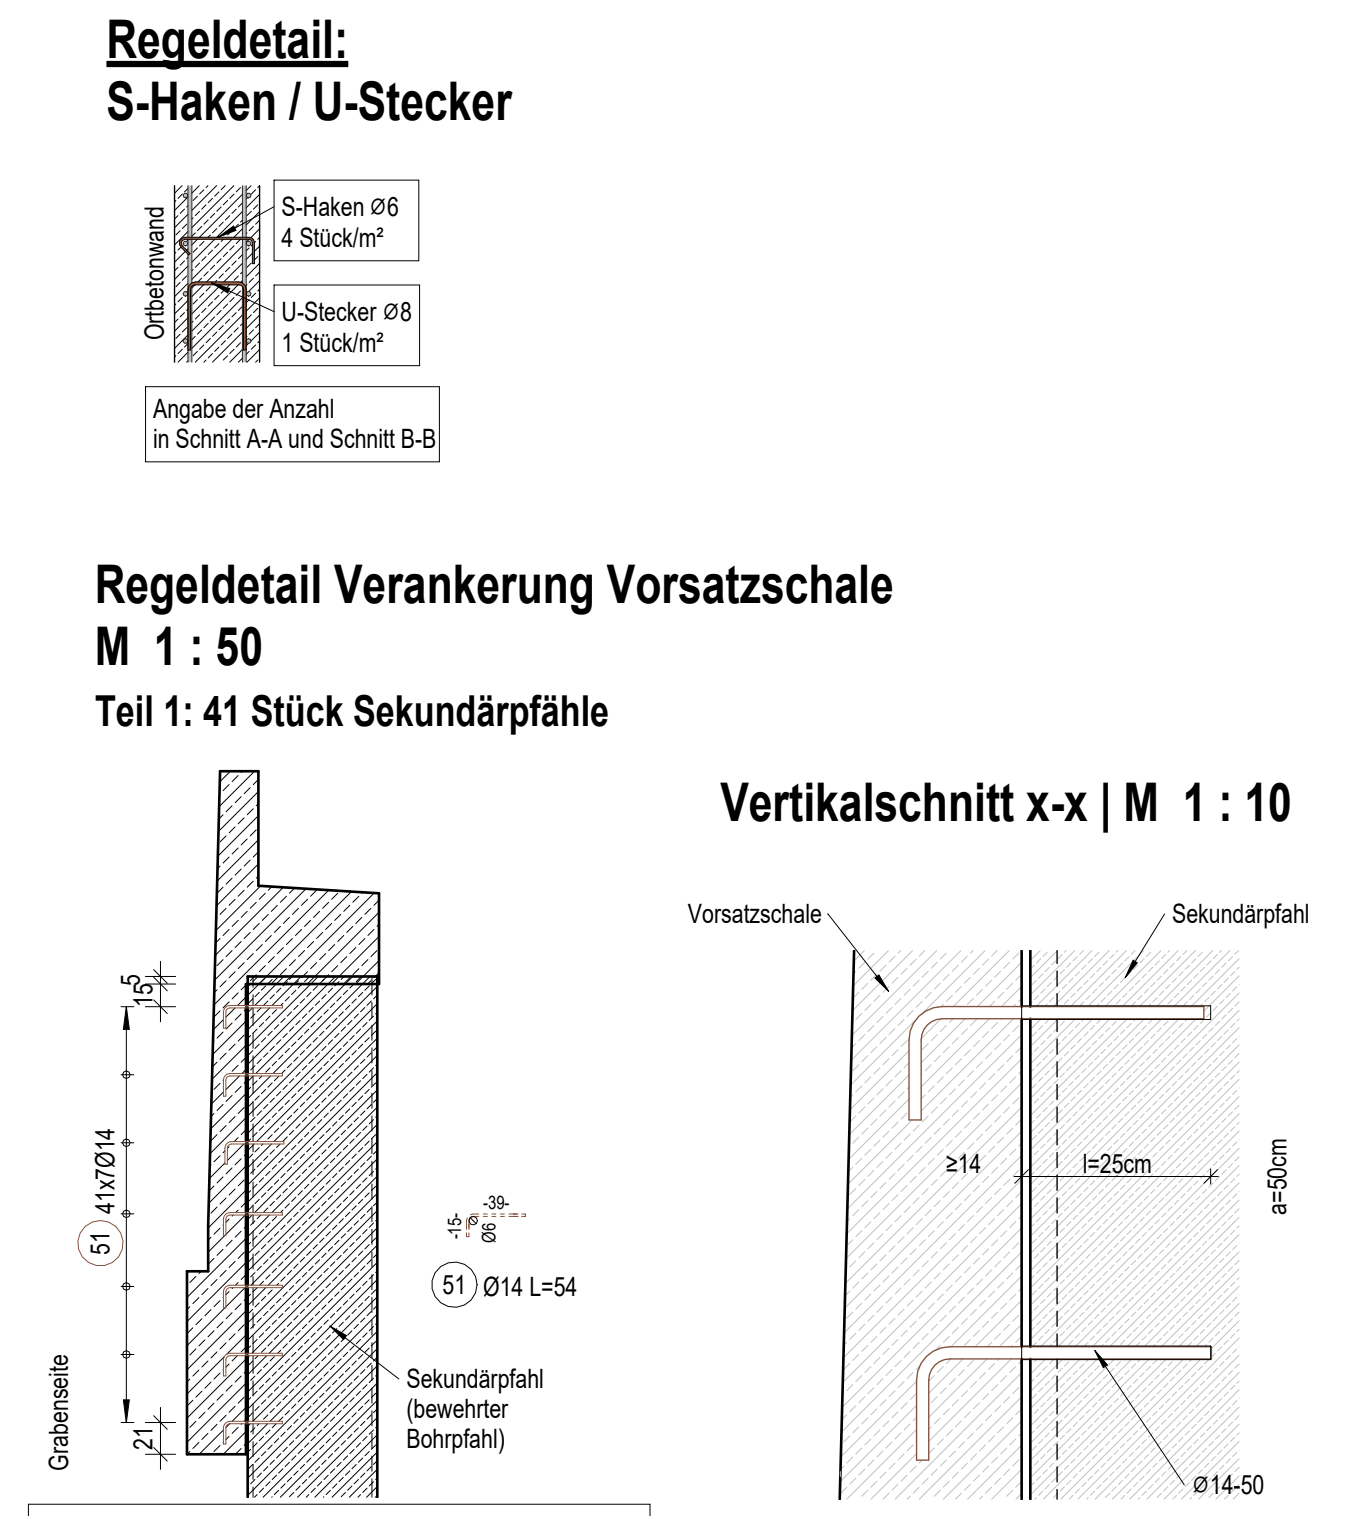 Regeldetail:
S-Haken / U-Stecker
Ortbetonwand
S-Haken Ø6
4 Stück/m²
U-Stecker Ø8
1 Stück/m²
Angabe der Anzahl
in Schnitt A-A und Schnitt B-B
Regeldetail Verankerung Vorsatzschale
M 1 : 50
Teil 1: 41 Stück Sekundärpfähle
5
15
41x7Ø14
51
21
Grabenseite
-39-
-15-
Ø6
51
Ø14 L=54
Sekundärpfahl
(bewehrter
Bohrpfahl)
Vertikalschnitt x-x | M 1 : 10
Vorsatzschale
Sekundärpfahl
≥14
l=25cm
a=50cm
Ø14-50